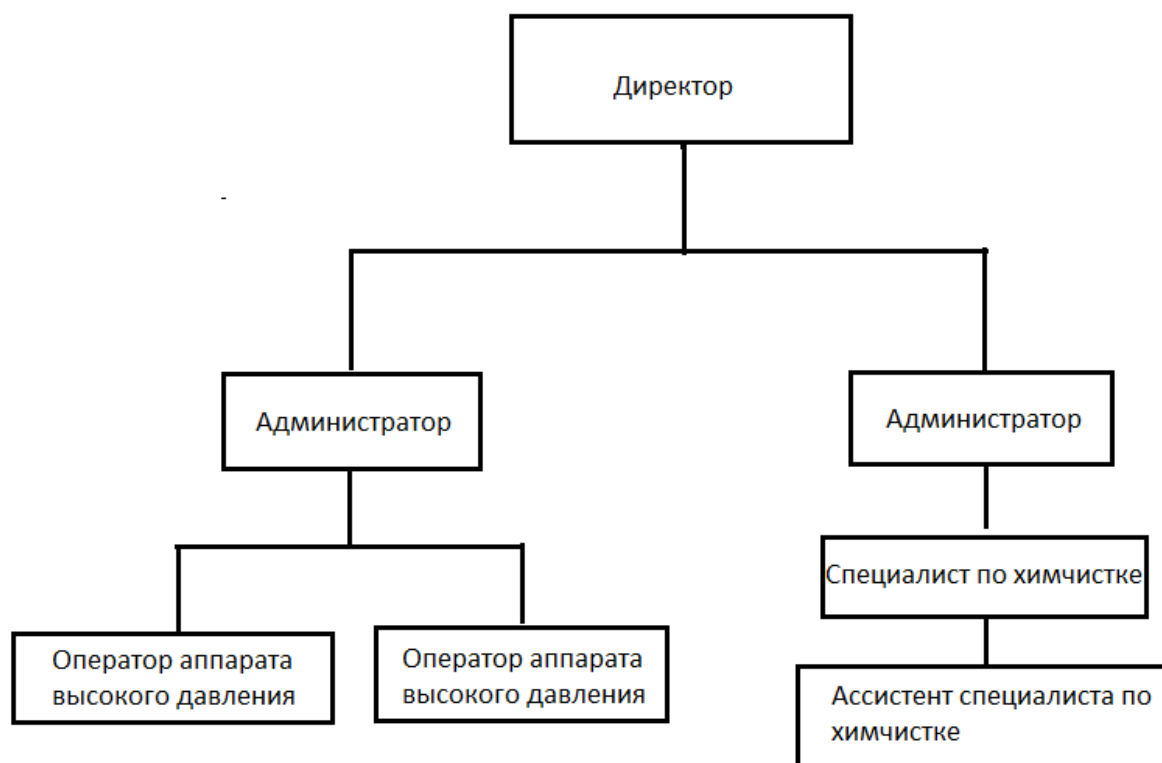 Директор
-
Администратор
Администратор
Специалист по химчистке
Оператор аппарата
высокого давления
Оператор аппарата
высокого давления
Ассистент специалиста по
химчистке